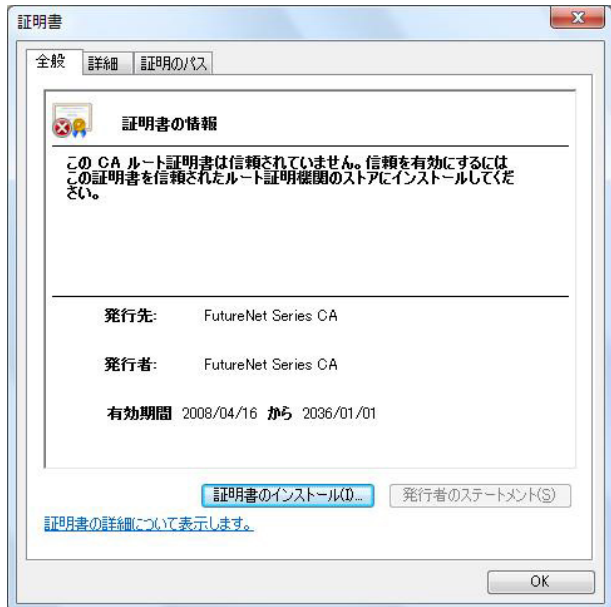 証明書
全般 詳細 証明のパス
証明書の情報
この CA ルート証明書は信頼されていません。信頼を有効にするには
この証明書を信頼されたルート証明機関のストアにインストールしてくだ
さい。
発行先: FutureNet Series CA
発行者: FutureNet Series CA
有効期間 2008/04/16 から 2036/01/01
証明書のインストール(I)... 発行者のステートメント(S)
証明書の詳細について表示します。
OK